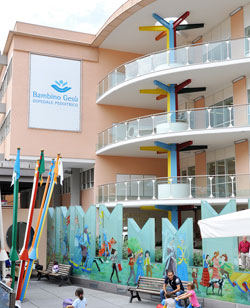 Bambino Gesù
OSPEDALE PEDIATRICO